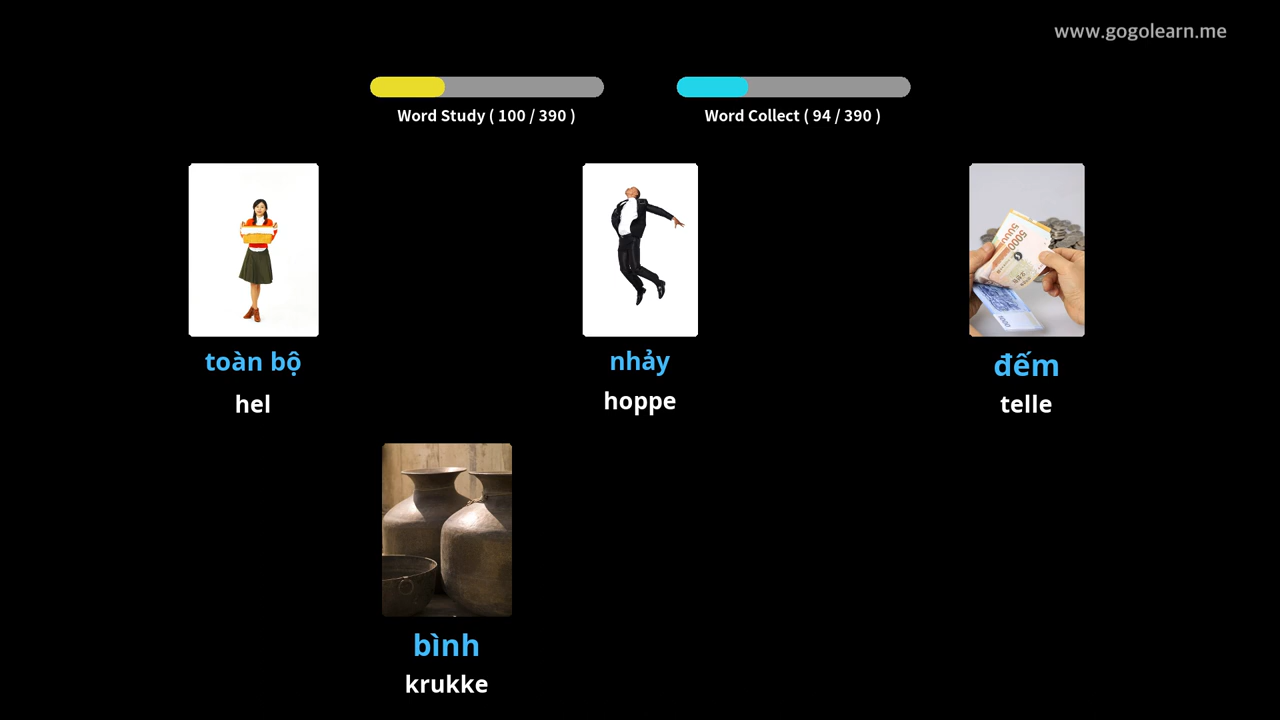 www.gogolearn.me
Word Study ( 100 / 390 )
Word Collect ( 94 / 390 )
toàn bộ
hel
nhảy
hoppe
đếm
telle
bình
krukke